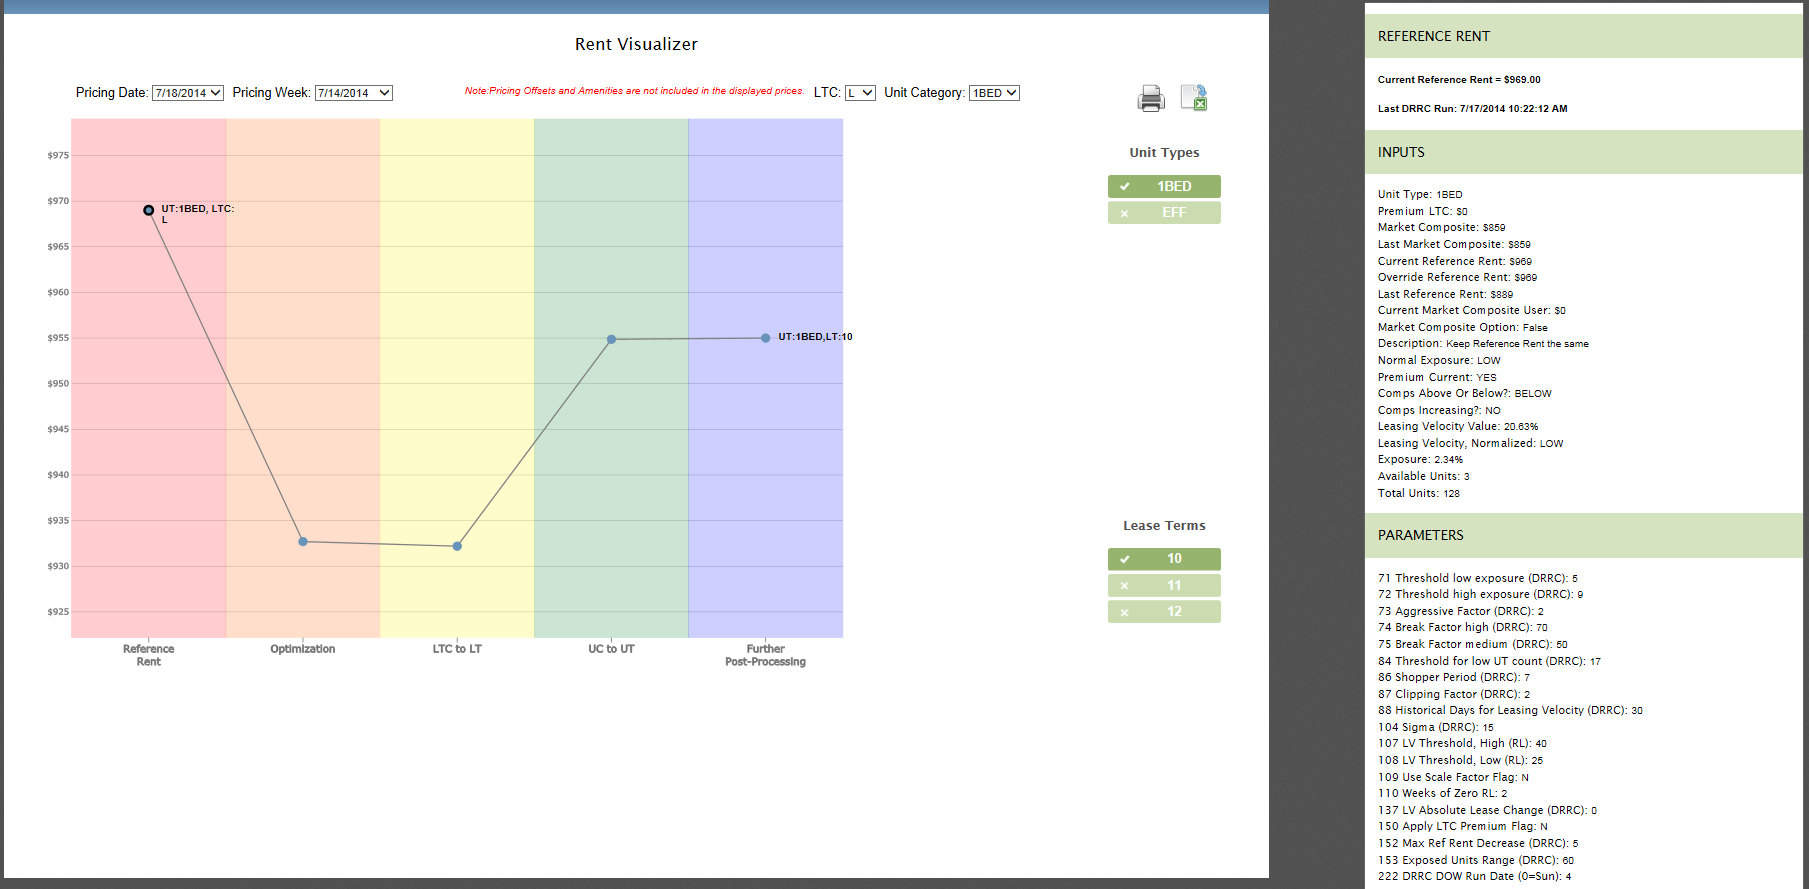 Rent Visualizer
Pricing Date: 7/18/2014 Pricing Week: 7/14/2014 Note:Pricing Offsets and Amenities are not included in the displayed prices. LTC: L Unit Category: 1BED
$975
$970
$965
$960
$955
$950
$945
$940
$935
$930
$925
UT:1BED, LTC:
L
UT:1BED,LT:10
Reference
Rent
Optimization
LTC to LT
UC to UT
Further
Post-Processing
Unit Types
1BED
EFF
Lease Terms
10
11
12
REFERENCE RENT
Current Reference Rent = $969.00
Last DRRC Run: 7/17/2014 10:22:12 AM
INPUTS
Unit Type: 1BED
Premium LTC: $0
Market Composite: $859
Last Market Composite: $859
Current Reference Rent: $969
Override Reference Rent: $969
Last Reference Rent: $889
Current Market Composite User: $0
Market Composite Option: False
Description: Keep Reference Rent the same
Normal Exposure: LOW
Premium Current: YES
Comps Above Or Below?: BELOW
Comps Increasing?: NO
Leasing Velocity Value: 20.63%
Leasing Velocity, Normalized: LOW
Exposure: 2.34%
Available Units: 3
Total Units: 128
PARAMETERS
71 Threshold low exposure (DRRC): 5
72 Threshold high exposure (DRRC): 9
73 Aggressive Factor (DRRC): 2
74 Break Factor high (DRRC): 70
75 Break Factor medium (DRRC): 50
84 Threshold for low UT count (DRRC): 17
86 Shopper Period (DRRC): 7
87 Clipping Factor (DRRC): 2
88 Historical Days for Leasing Velocity (DRRC): 30
104 Sigma (DRRC): 15
107 LV Threshold, High (RL): 40
108 LV Threshold, Low (RL): 25
109 Use Scale Factor Flag: N
110 Weeks of Zero RL: 2
137 LV Absolute Lease Change (DRRC): 0
150 Apply LTC Premium Flag: N
152 Max Ref Rent Decrease (DRRC): 5
153 Exposed Units Range (DRRC): 60
222 DRRC DOW Run Date (0=Sun): 4